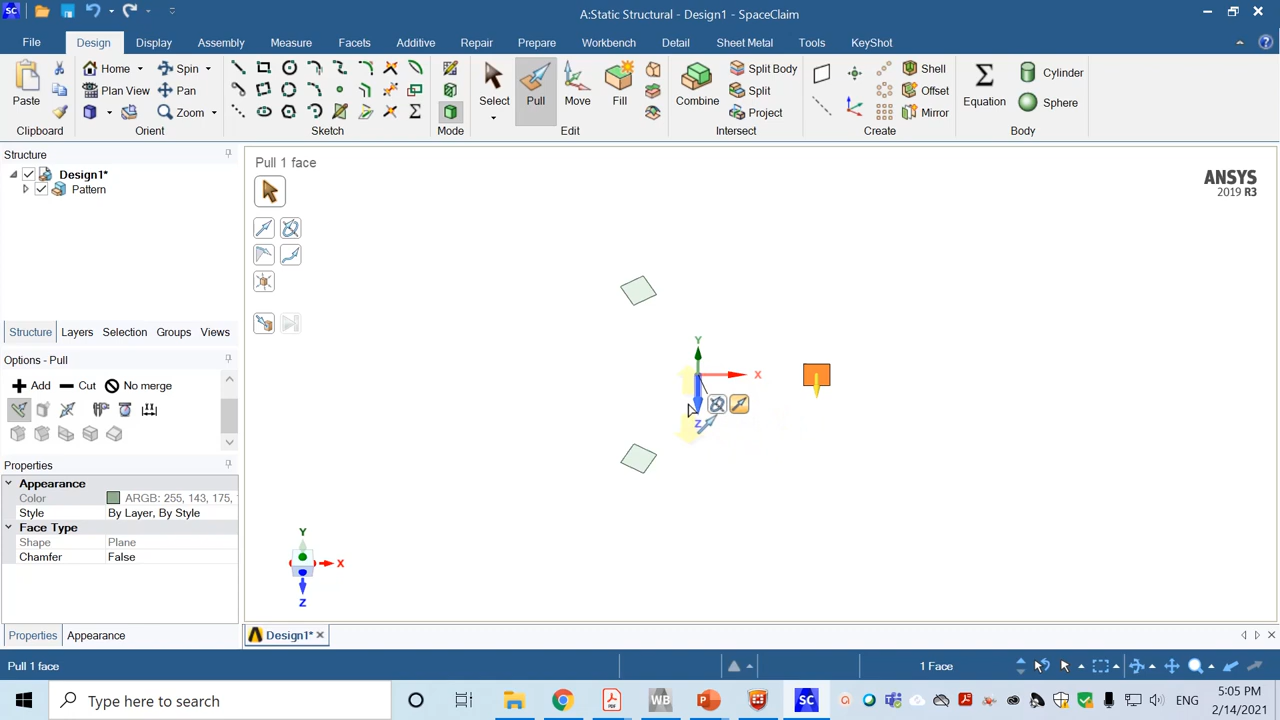 SC
A:Static Structural - Design1 - SpaceClaim
File Design Display Assembly Measure Facets Additive Repair Prepare Workbench Detail Sheet Metal Tools KeyShot
Paste
Clipboard
Home Spin
Plan View Pan
Zoom
Orient
Sketch
Mode
Select Pull Move Fill
Edit
Combine Split Body
Split
Project
Intersect
Shell
Offset
Mirror
Create
Equation Cylinder
Sphere
Body
Structure
Design1*
Pattern
Structure Layers Selection Groups Views
Options - Pull
Add Cut No merge
Properties
Appearance
Color ARGB: 255, 143, 175,
Style By Layer, By Style
Face Type
Shape Plane
Chamfer False
Properties Appearance
Pull 1 face
ANSYS
2019 R3
Y
X
Z
Y
X
Z
Design1*
Pull 1 face
1 Face
Type here to search
WB
SC
ENG
5:05 PM
2/14/2021